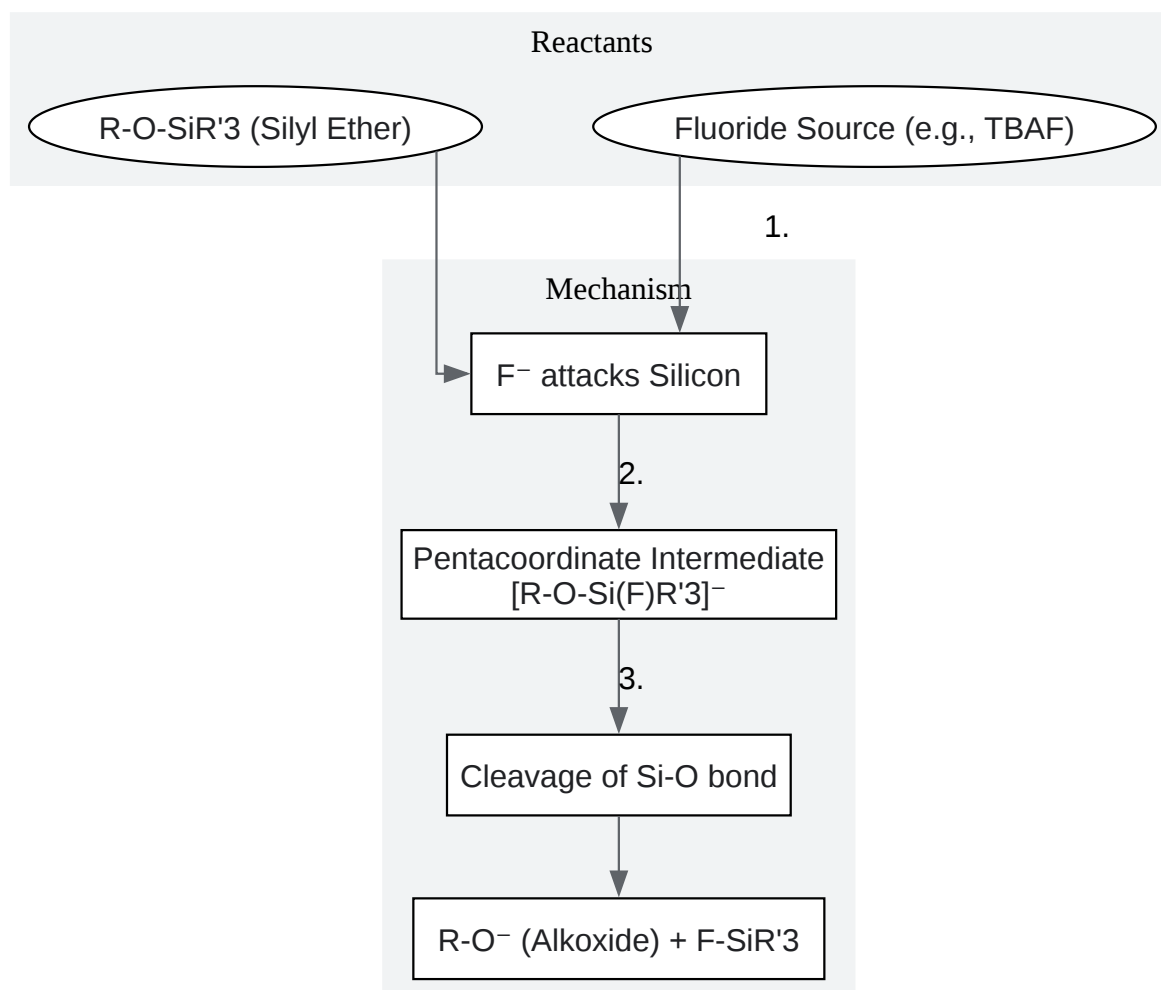 Reactants
R-O-SiR'3 (Silyl Ether)
Fluoride Source (e.g., TBAF)
1.
Mechanism
F⁻ attacks Silicon
2.
Pentacoordinate Intermediate
[R-O-Si(F)R'3]⁻
3.
Cleavage of Si-O bond
R-O⁻ (Alkoxide) + F-SiR'3